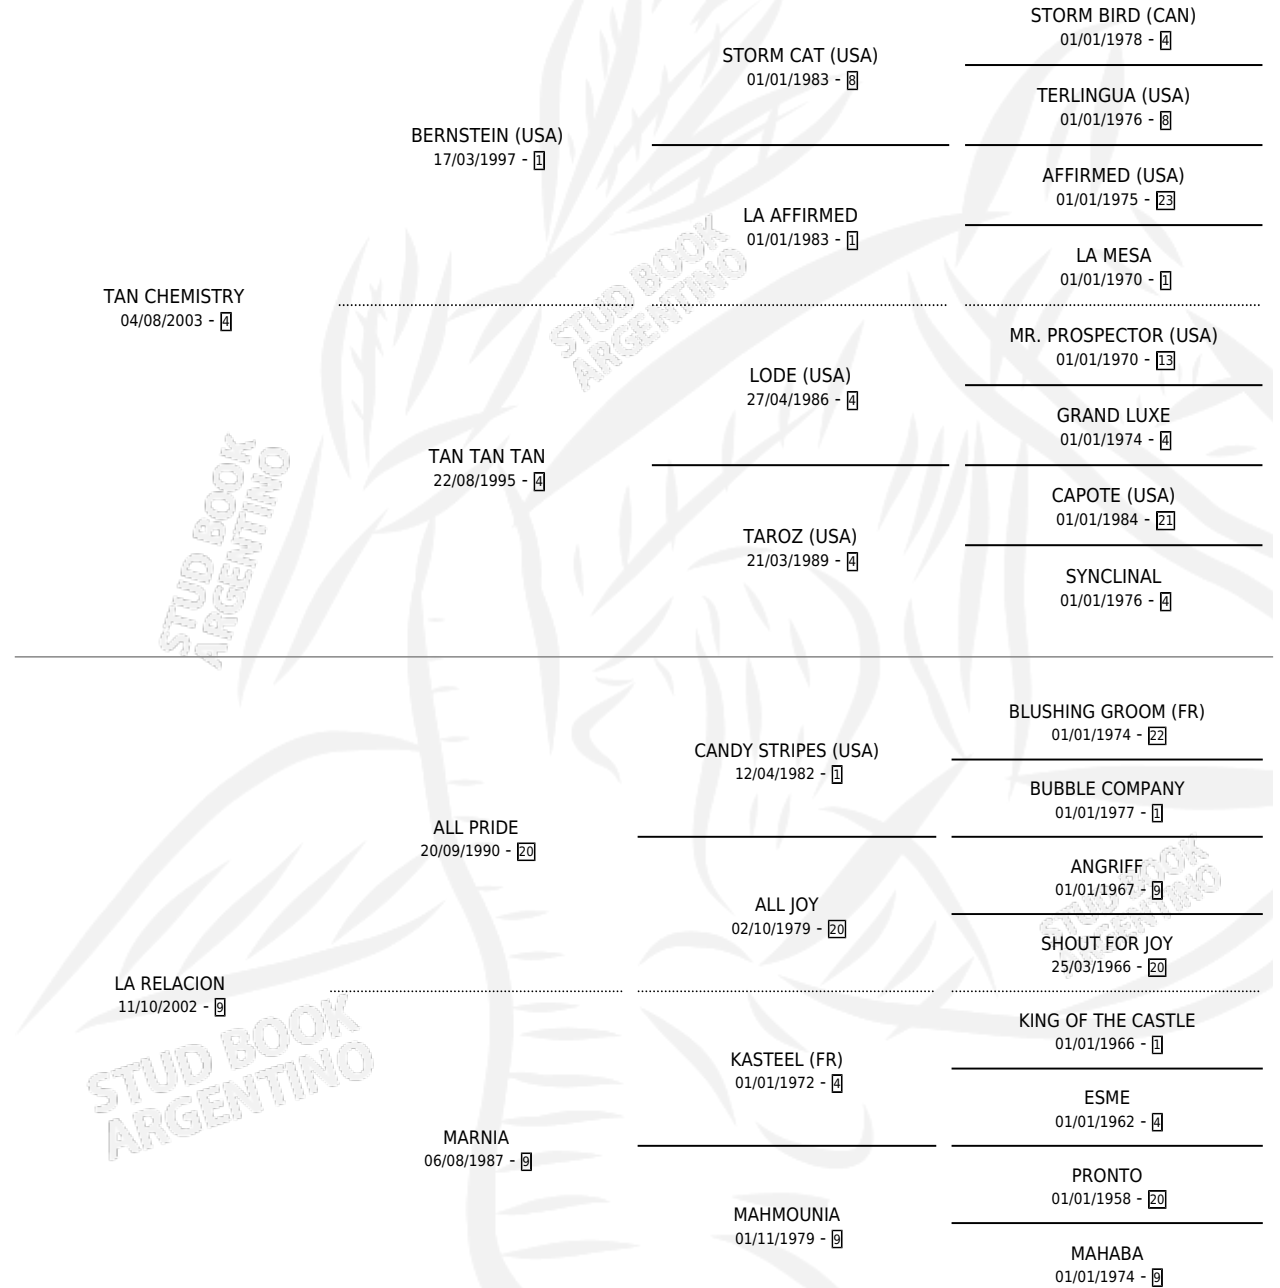 STORM BIRD (CAN)
01/01/1978 - 4
STORM CAT (USA)
01/01/1983 - 8
TERLINGUA (USA)
01/01/1976 - 8
BERNSTEIN (USA)
17/03/1997 - 1
AFFIRMED (USA)
01/01/1975 - 23
LA AFFIRMED
01/01/1983 - 1
LA MESA
01/01/1970 - 1
TAN CHEMISTRY
04/08/2003 - 4
MR. PROSPECTOR (USA)
01/01/1970 - 13
LODE (USA)
27/04/1986 - 4
GRAND LUXE
01/01/1974 - 4
TAN TAN TAN
22/08/1995 - 4
CAPOTE (USA)
01/01/1984 - 21
TAROZ (USA)
21/03/1989 - 4
SYNCLINAL
01/01/1976 - 4
STUD BOOK
ARGENTINO
STUD BOOK
ARGENTINO
BLUSHING GROOM (FR)
01/01/1974 - 22
CANDY STRIPES (USA)
12/04/1982 - 1
BUBBLE COMPANY
01/01/1977 - 1
ALL PRIDE
20/09/1990 - 20
ANGRIFF
01/01/1967 - 9
ALL JOY
02/10/1979 - 20
SHOUT FOR JOY
25/03/1966 - 20
STUD BOOK
ARGENTINO
LA RELACION
11/10/2002 - 9
KING OF THE CASTLE
01/01/1966 - 1
KASTEEL (FR)
01/01/1972 - 4
ESME
01/01/1962 - 4
STUD BOOK
ARGENTINO
MARNIA
06/08/1987 - 9
PRONTO
01/01/1958 - 20
MAHMOUNIA
01/11/1979 - 9
MAHABA
01/01/1974 - 9